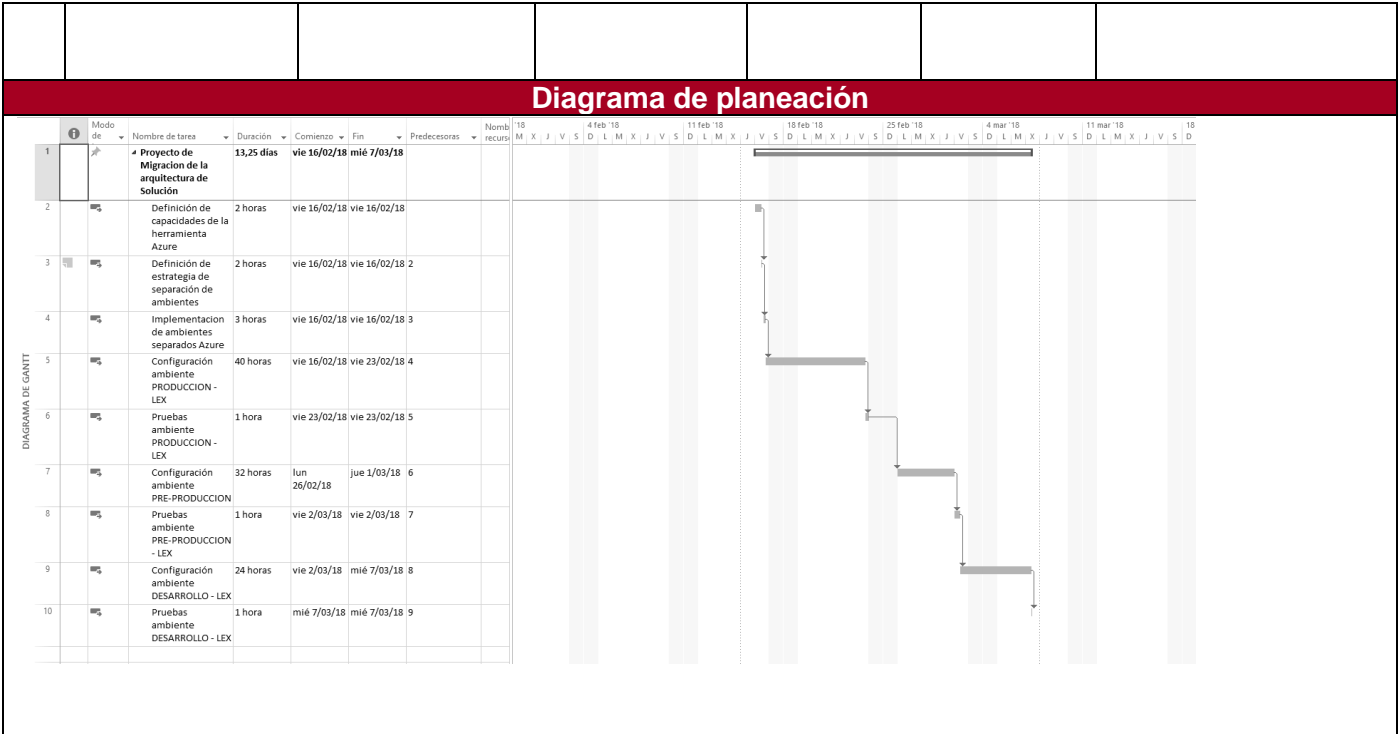 Diagrama de planeación
Modo
de
Nombre de tarea
Duración
Comienzo
Fin
Predecesoras
Nomb
recurs
'18
4 feb '18
11 feb '18
18 feb '18
25 feb '18
4 mar '18
11 mar '18
18
M X J V S D L M X J V S D L M X J V S D L M X J V S D L M X J V S D L M X J V S D L M X J V S D
1
Proyecto de
Migracion de la
arquitectura de
Solución
13,25 días
vie 16/02/18
mié 7/03/18
2
Definición de
capacidades de la
herramienta
Azure
2 horas
vie 16/02/18
vie 16/02/18
3
Definición de
estrategia de
separación de
ambientes
2 horas
vie 16/02/18
vie 16/02/18
2
4
Implementacion
de ambientes
separados Azure
3 horas
vie 16/02/18
vie 16/02/18
3
5
Configuración
ambiente
PRODUCCION -
LEX
40 horas
vie 16/02/18
vie 23/02/18
4
6
Pruebas
ambiente
PRODUCCION -
LEX
1 hora
vie 23/02/18
vie 23/02/18
5
7
Configuración
ambiente
PRE-PRODUCCION
32 horas
lun
26/02/18
jue 1/03/18
6
8
Pruebas
ambiente
PRE-PRODUCCION
- LEX
1 hora
vie 2/03/18
vie 2/03/18
7
9
Configuración
ambiente
DESARROLLO - LEX
24 horas
vie 2/03/18
mié 7/03/18
8
10
Pruebas
ambiente
DESARROLLO - LEX
1 hora
mié 7/03/18
mié 7/03/18
9
DIAGRAMA DE GANTT